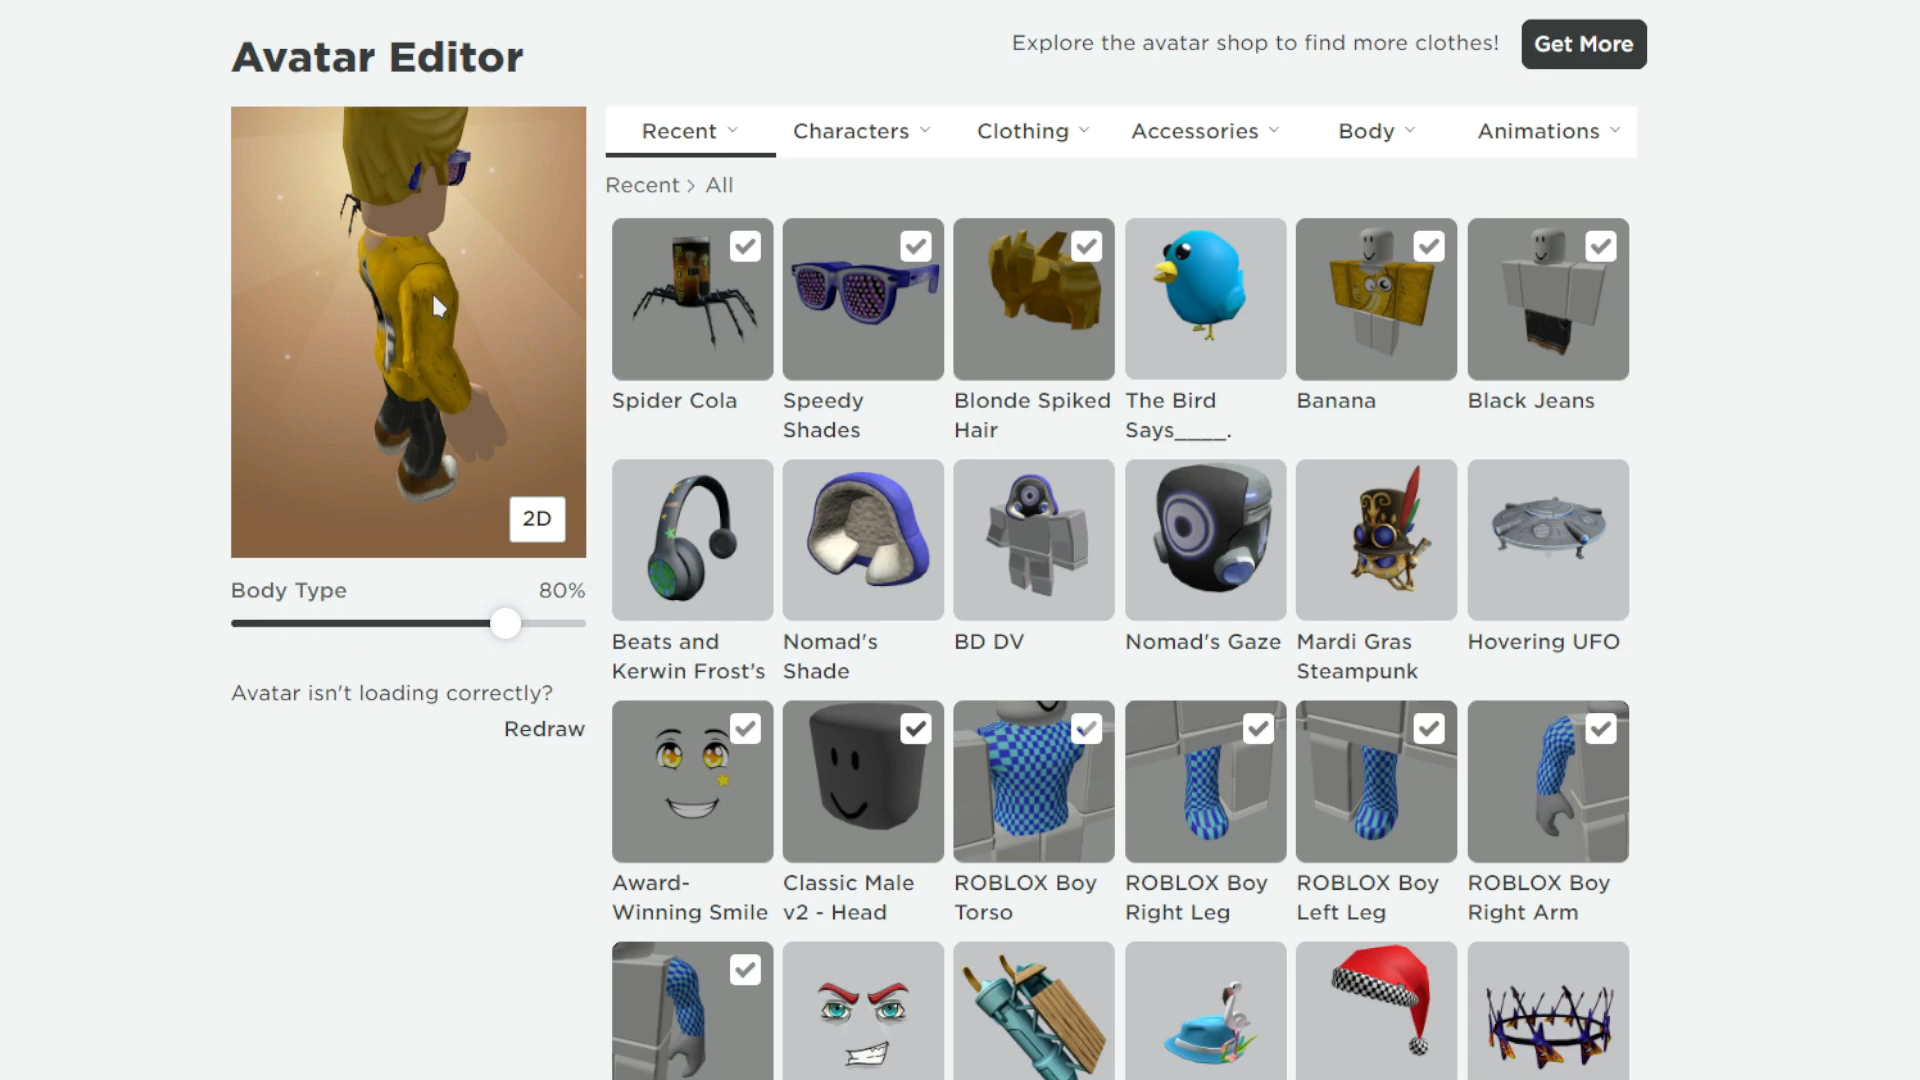 Avatar Editor
Explore the avatar shop to find more clothes!
Get More
Recent
Characters
Clothing
Accessories
Body
Animations
Recent > All
Spider Cola
Speedy
Shades
Blonde Spiked
Hair
The Bird
Says____.
Banana
Black Jeans
2D
Body Type
80%
Avatar isn't loading correctly?
Redraw
Beats and
Kerwin Frost’s
Nomad's
Shade
BD DV
Nomad's Gaze
Mardi Gras
Steampunk
Hovering UFO
Award-
Winning Smile
Classic Male
v2 - Head
ROBLOX Boy
Torso
ROBLOX Boy
Right Leg
ROBLOX Boy
Left Leg
ROBLOX Boy
Right Arm